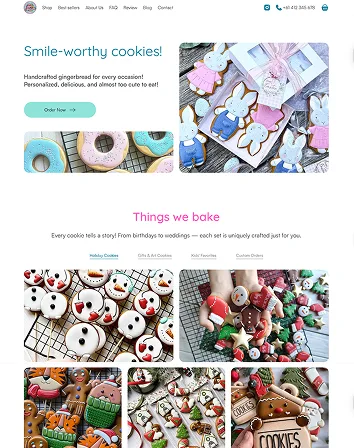 Shop Best-sellers About Us FAQ Review Blog Contact
+61 412 345 678
Smile-worthy cookies!
Handcrafted gingerbread for every occasion!
Personalized, delicious, and almost too cute to eat!
Order Now
Things we bake
Every cookie tells a story! From birthdays to weddings — each set is uniquely crafted just for you.
Holiday Cookies
Gifts & Art Cookies
Kids' Favorites
Custom Orders
COOKIES
COOKIES